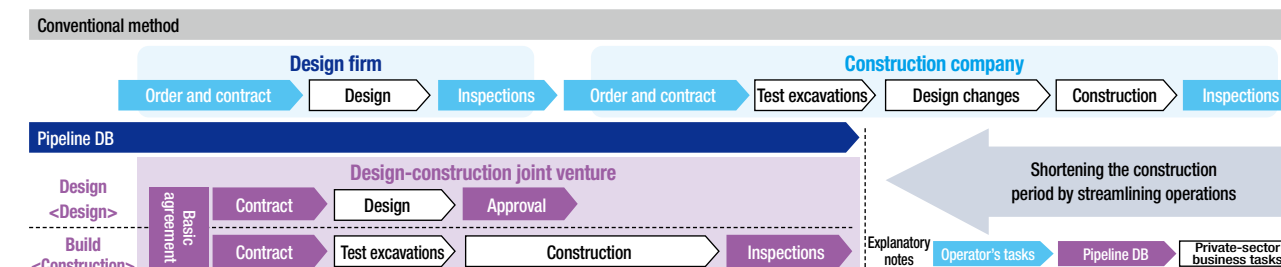 Conventional method
Design firm
Construction company
Order and contract
Design
Inspections
Order and contract
Test excavations
Design changes
Construction
Inspections
Pipeline DB
Design-construction joint venture
Shortening the construction
period by streamlining operations
Design
<Design>
Basic
agreement
Contract
Design
Approval
Build
<Construction>
Contract
Test excavations
Construction
Inspections
Explanatory
notes
Operator's tasks
Pipeline DB
Private-sector
business tasks